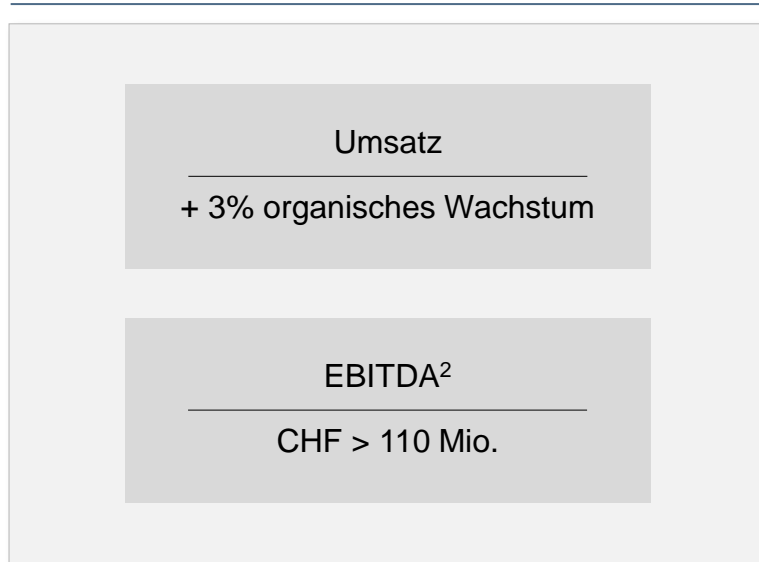 Umsatz
+ 3% organisches Wachstum
EBITDA²
CHF > 110 Mio.